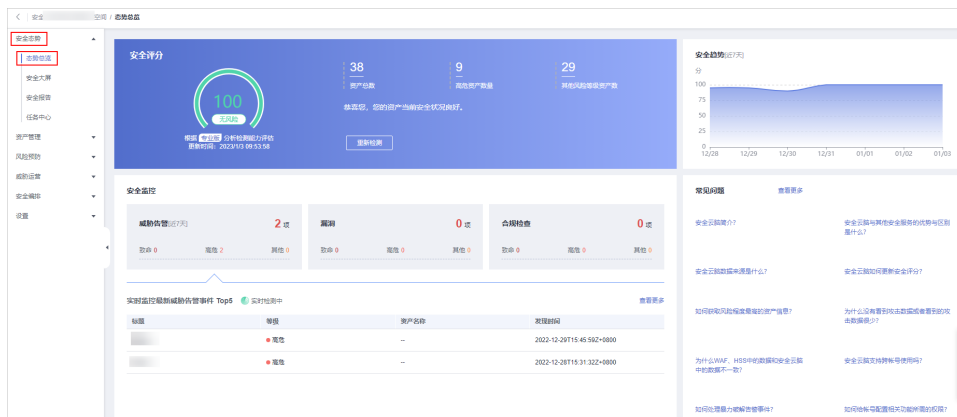 安全
空间 / 态势总览
安全态势
态势总览
安全大屏
安全报告
任务中心
资产管理
风险预防
威胁运营
安全编排
设置
安全评分
100
无风险
根据 专业版 分析检测能力评估
更新时间: 2023/1/3 09:53:58
38
资产总数
9
高危资产数量
29
其他风险等级资产数
恭喜您，您的资产当前安全状况良好。
重新检测
安全趋势(近7天)
分
100
75
50
25
0
12/28 12/29 12/30 12/31 01/01 01/02 01/03
安全监控
威胁告警(近7天) 2 项
致命 0 高危 2 其他 0
漏洞 0 项
致命 0 高危 0 其他 0
合规检查 0 项
致命 0 高危 0 其他 0
实时监控最新威胁告警事件 Top5 实时检测中 查看更多
标题 等级 资产名称 发现时间
高危 -- 2022-12-29T15:45:59Z+0800
高危 -- 2022-12-28T15:31:32Z+0800
常见问题 查看更多
安全云脑简介?
安全云脑与其他安全服务的优势与区别
是什么?
安全云脑数据来源是什么?
安全云脑如何更新安全评分?
如何获取风险程度最高的资产信息?
为什么没有看到攻击数据或者看到的攻
击数据很少?
为什么WAF、HSS中的数据和安全云脑
中的数据不一致?
安全云脑支持跨帐号使用吗?
如何处理暴力破解告警事件?
如何给帐号配置相关功能所需的权限?